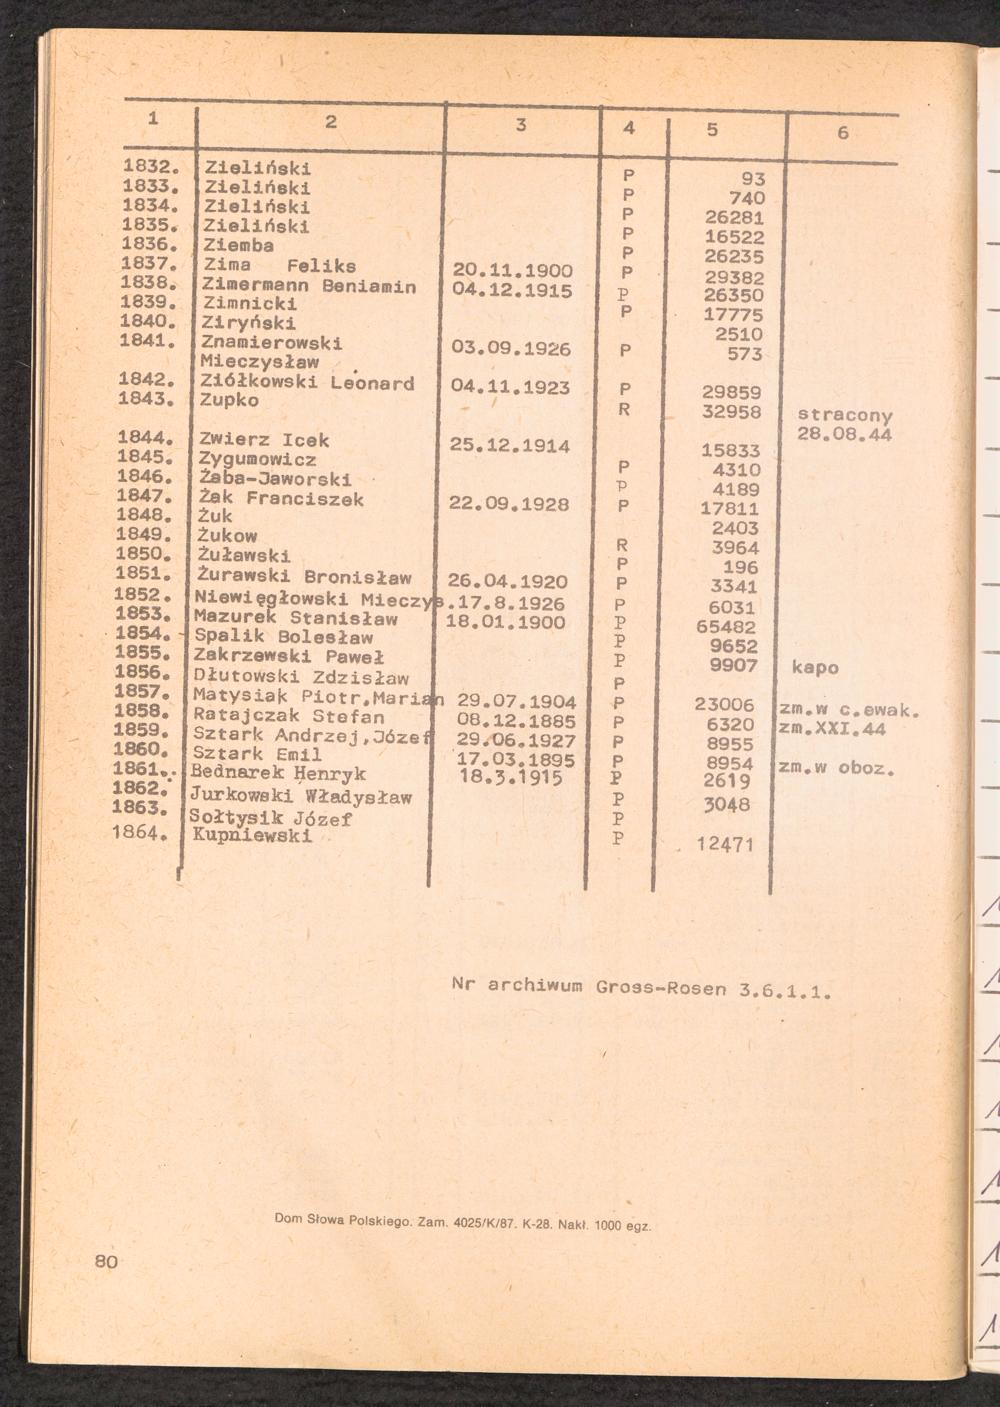 1 2 3 4 5 6
1832. Zieliński P 93
1833. Zieliński P 740
1834. Zieliński P 26281
1835. Zieliński P 16522
1836. Ziemba P 26235
1837. Zima Feliks 20.11.1900 P 29382
1838. Zimermann Beniamin 04.12.1915 P 26350
1839. Zimnicki P 17775
1840. Ziryński 2510
1841. Znamierowski 03.09.1926 P 573
Mieczysław
1842. Ziółkowski Leonard 04.11.1923 P 29859
1843. Zupko R 32958 stracony
28.08.44
1844. Zwierz Icek 25.12.1914 15833
1845. Zygumowicz P 4310
1846. Żaba-Jaworski P 4189
1847. Żak Franciszek 22.09.1928 P 17811
1848. Żuk 2403
1849. Żukow R 3964
1850. Żuławski P 196
1851. Żurawski Bronisław 26.04.1920 P 3341
1852. Niewięgłowski Mieczys.17.8.1926 P 6031
1853. Mazurek Stanisław 18.01.1900 P 65482
1854. Spalik Bolesław P 9652
1855. Zakrzewski Paweł P 9907 kapo
1856. Dłutowski Zdzisław P
1857. Matysiak Piotr,Marian 29.07.1904 P 23006 zm.w c.ewak.
1858. Ratajczak Stefan 08.12.1885 P 6320 zm.XXI.44
1859. Sztark Andrzej,Józef 29.06.1927 P 8955
1860. Sztark Emil 17.03.1895 P 8954 zm.w oboz.
1861. Bednarek Henryk 18.3.1915 P 2619
1862. Jurkowski Władysław P 3048
1863. Sołtysik Józef P
1864. Kupniewski P 12471
Nr archiwum Gross-Rosen 3.6.1.1.
Dom Słowa Polskiego. Zam. 4025/K/87. K-28. Nakł. 1000 egz.
80